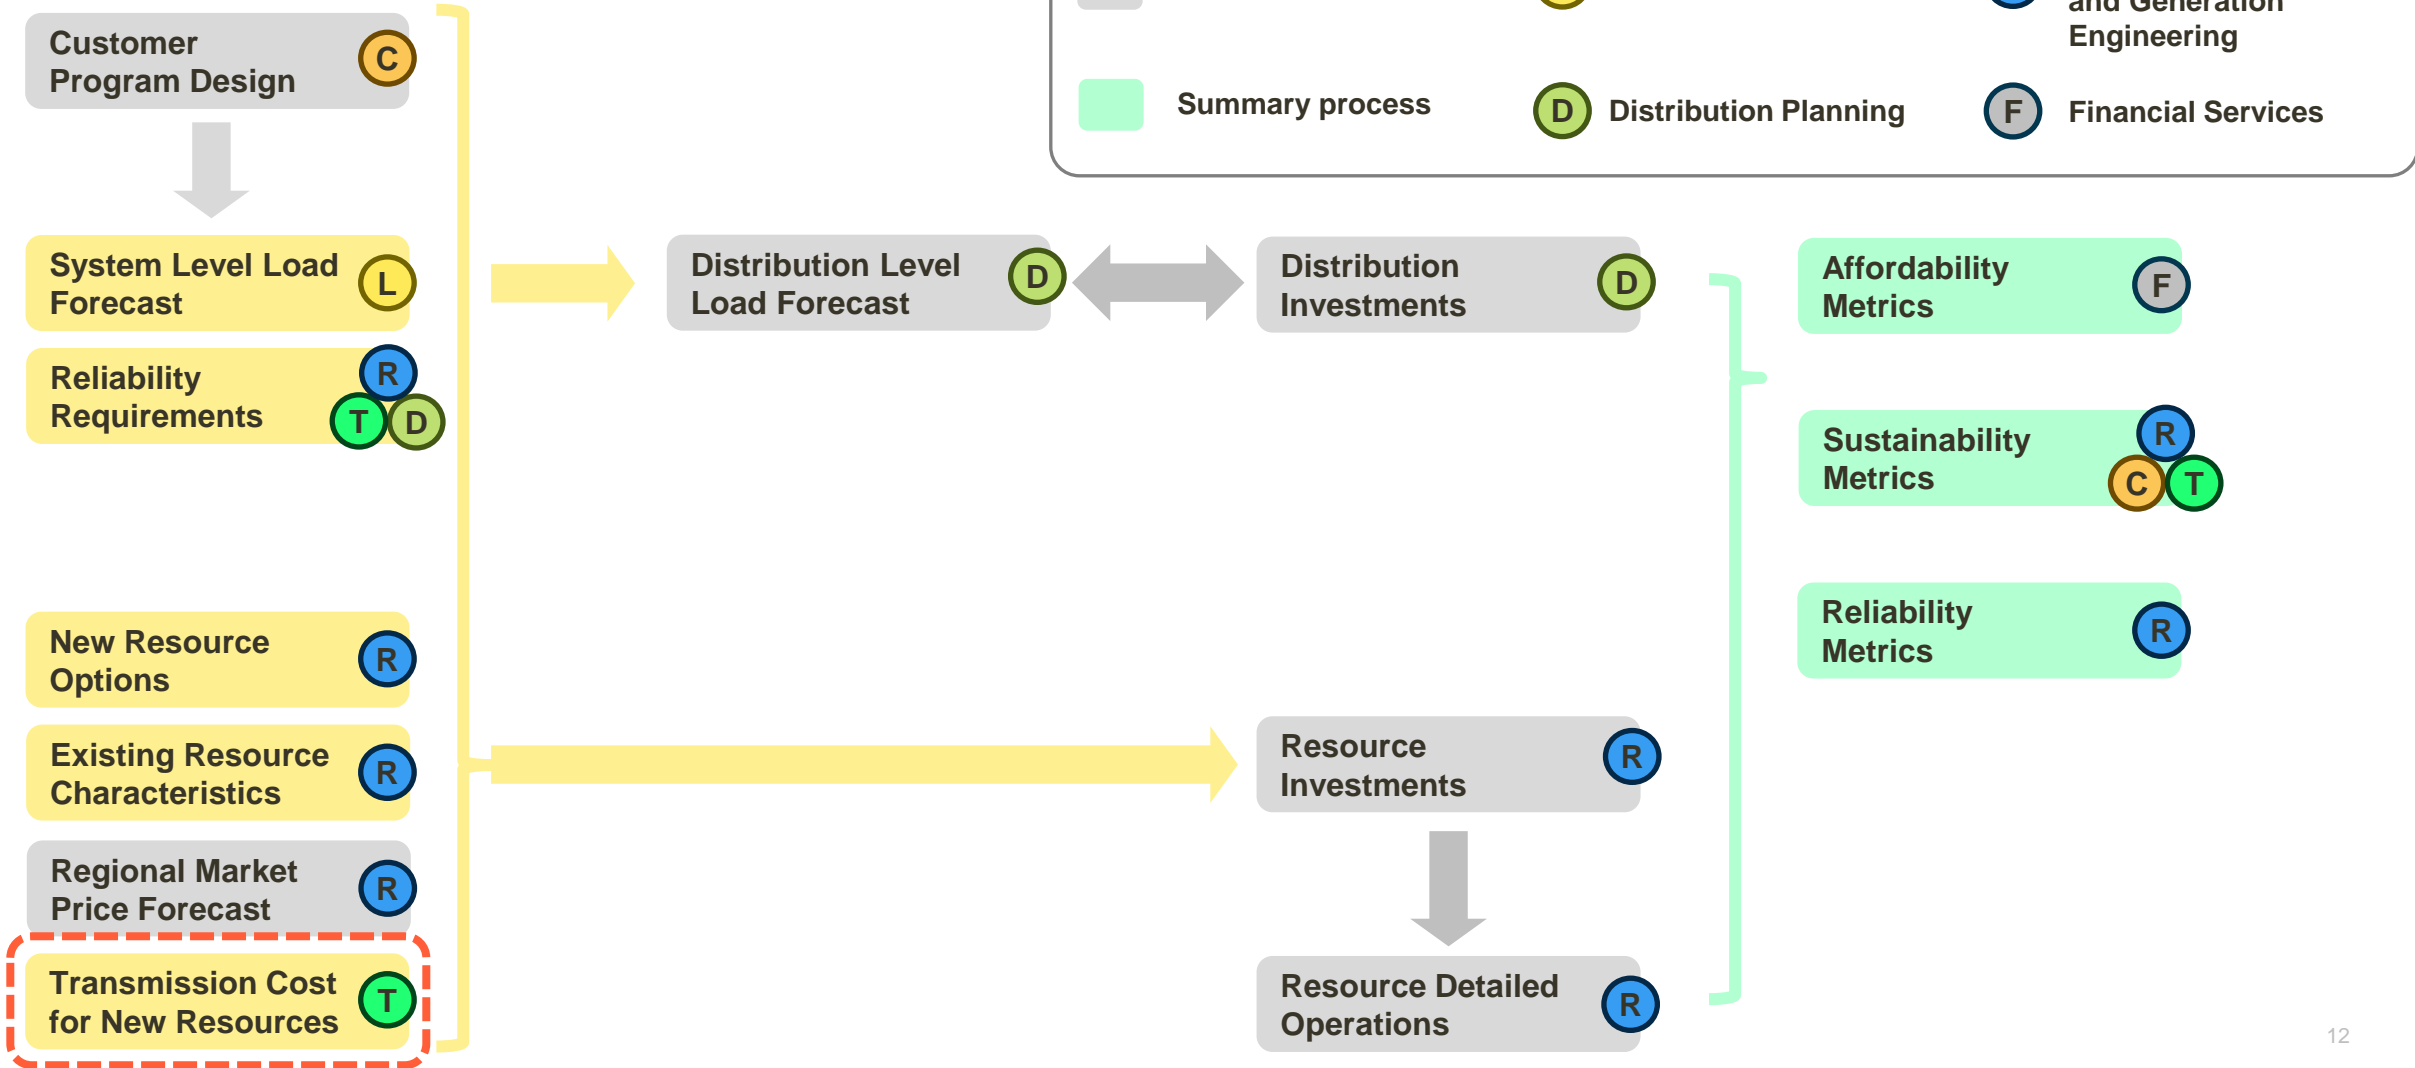 Customer
Program Design
C
and Generation
Engineering
Summary process
D
Distribution Planning
F
Financial Services
System Level Load
Forecast
L
Distribution Level
Load Forecast
D
Distribution
Investments
D
Affordability
Metrics
F
Reliability
Requirements
R
T
D
Sustainability
Metrics
R
C
T
New Resource
Options
R
Reliability
Metrics
R
Existing Resource
Characteristics
R
Resource
Investments
R
Regional Market
Price Forecast
R
Transmission Cost
for New Resources
T
Resource Detailed
Operations
R
12